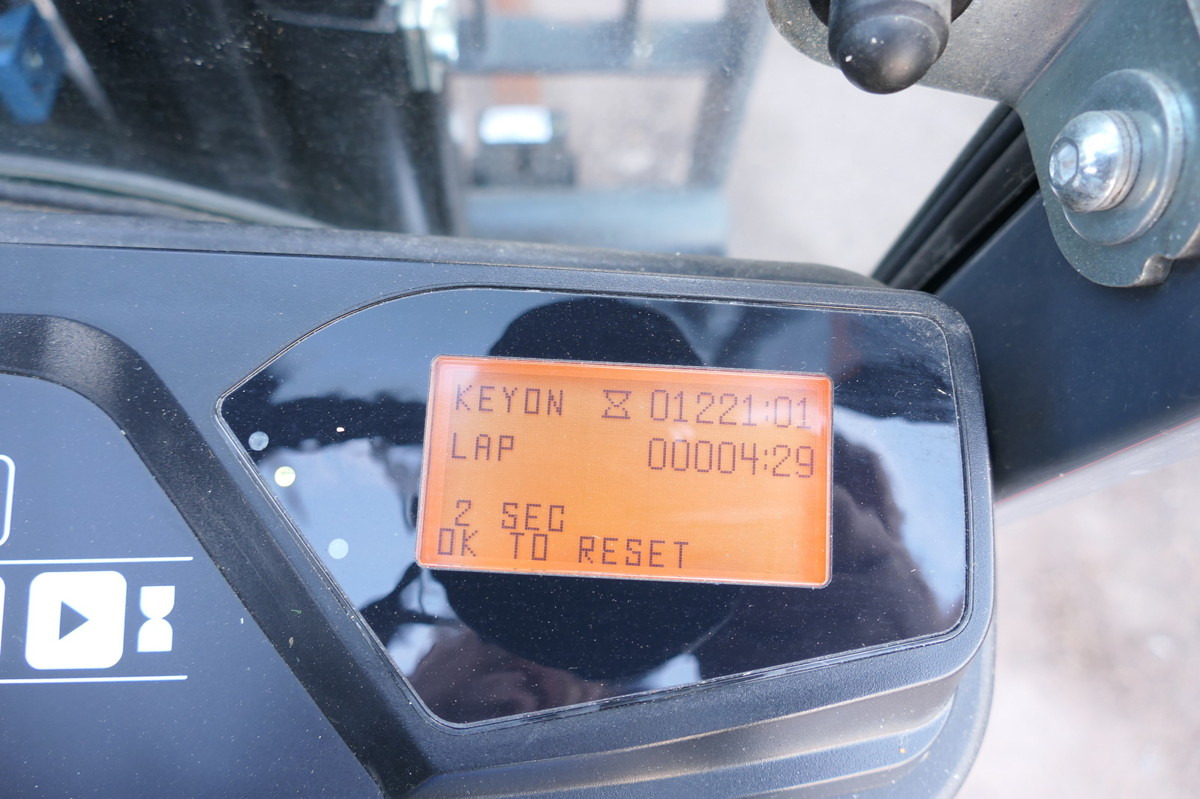 KEYON 01221:01
LAP 00004:29
2 SEC
OK TO RESET